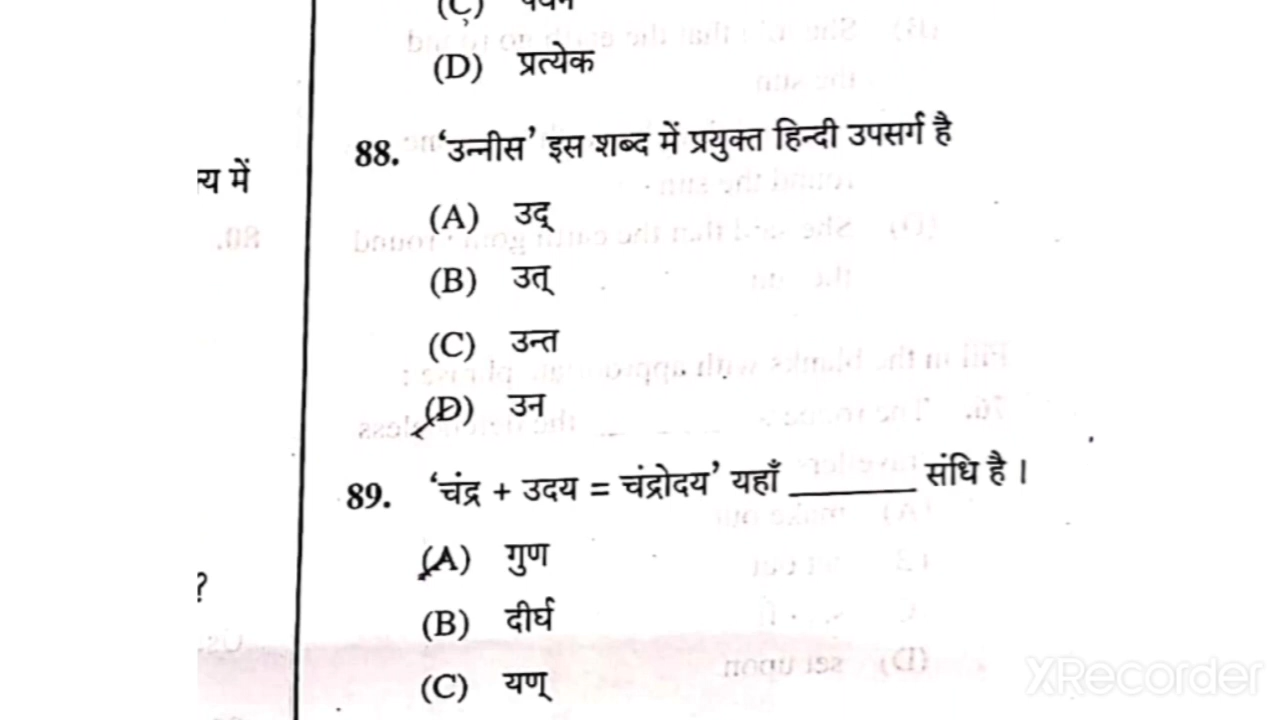 (D) प्रत्येक
88. ‘उन्नीस’ इस शब्द में प्रयुक्त हिन्दी उपसर्ग है
(A) उद्
(B) उत्
(C) उन्त
(D) उन
89. ‘चंद्र + उदय = चंद्रोदय’ यहाँ ________ संधि है ।
(A) गुण
(B) दीर्घ
(C) यण्
में
?
XRecorder